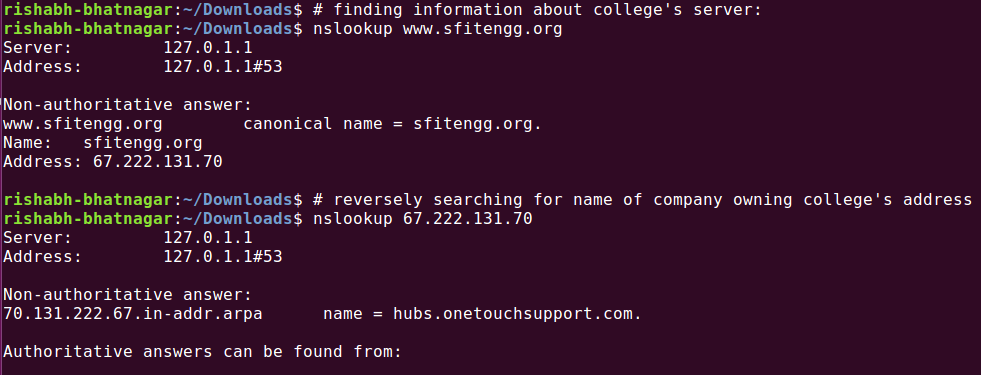 rishabh-bhatnagar:~/Downloads$ # finding information about college's server:
rishabh-bhatnagar:~/Downloads$ nslookup www.sfitengg.org
Server:         127.0.1.1
Address:        127.0.1.1#53
Non-authoritative answer:
www.sfitengg.org        canonical name = sfitengg.org.
Name:   sfitengg.org
Address: 67.222.131.70
rishabh-bhatnagar:~/Downloads$ # reversely searching for name of company owning college's address
rishabh-bhatnagar:~/Downloads$ nslookup 67.222.131.70
Server:         127.0.1.1
Address:        127.0.1.1#53
Non-authoritative answer:
70.131.222.67.in-addr.arpa      name = hubs.onetouchsupport.com.
Authoritative answers can be found from: